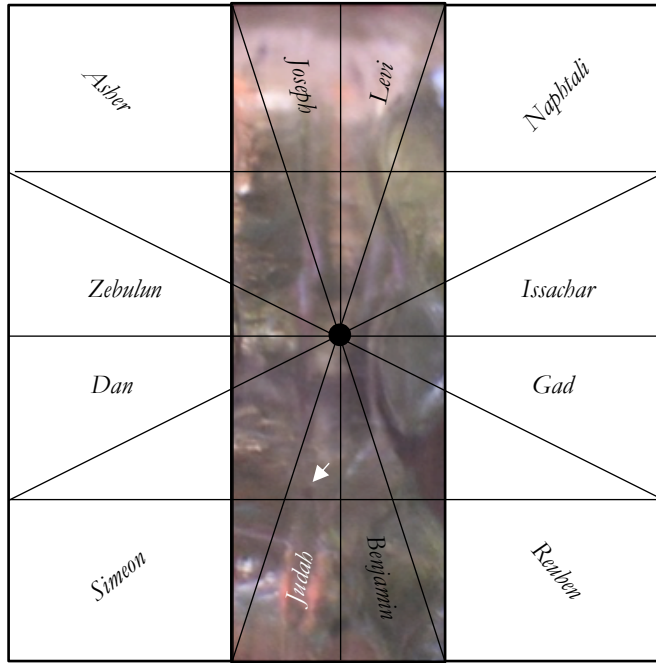 Asher
Joseph
Levi
Naphtali
Zebulun
Issachar
Dan
Gad
Simeon
Judah
Benjamin
Reuben